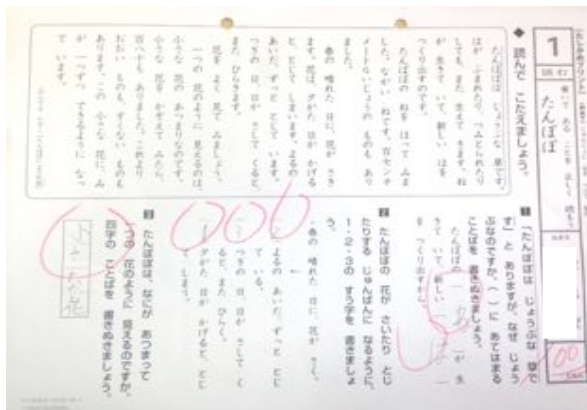 1
読む
書いて ある ことを 正しく 読もう
たんぽぽ
◆ 読んで こたえましょう。
たんぽぽは じょうぶな 草です。
はが ふまれたり、つみとられたり
しても、また 生えて きます。ね
が 生きて いて、新しい はを
つくり出すのです。
たんぽぽの ねを ほって みま
した。ながい ねです。百センチ
メートルいじょうの ものも あり
ました。
春の 晴れた 日に、花が さき
ます。花は 夕がた 日が かげる
と、とじて しまいます。よるの
あいだ、ずっと とじて います。
つぎの 日、日が さして くると、
また ひらきます。
花を よく 見て みましょう。
一つの 花のように 見えるのは、
小さな 花の あつまりなのです。
小さな 花を かぞえて みたら、
百八十も ありました。これより
おおい ものも、すくない ものも
あります。この 小さな 花に、み
が 一つずつ できるように なっ
て います。
1 「たんぽぽは じょうぶな 草で
す」と ありますが、なぜ じょう
ぶなのですか。( )に あてはまる
ことばを 書きぬきましょう。
たんぽぽの ( ね )が 生
きて いて、新しい ( は )
を つくり出すから。
2 たんぽぽの 花が さいたり とじ
たりする じゅんばんに なるように、
1・2・3の すう字を 書きましょ
う。
・春の 晴れた 日に、花が さく。
よるの あいだ、ずっと とじ
て いる。
つぎの 日、日が さして く
ると、また ひらく。
夕がた 日が かげると、とじ
て しまう。
3 たんぽぽは、なにが あつまって
一つの 花のように 見えるのですか。
四字の ことばを 書きぬきましょう。
小さな花
100